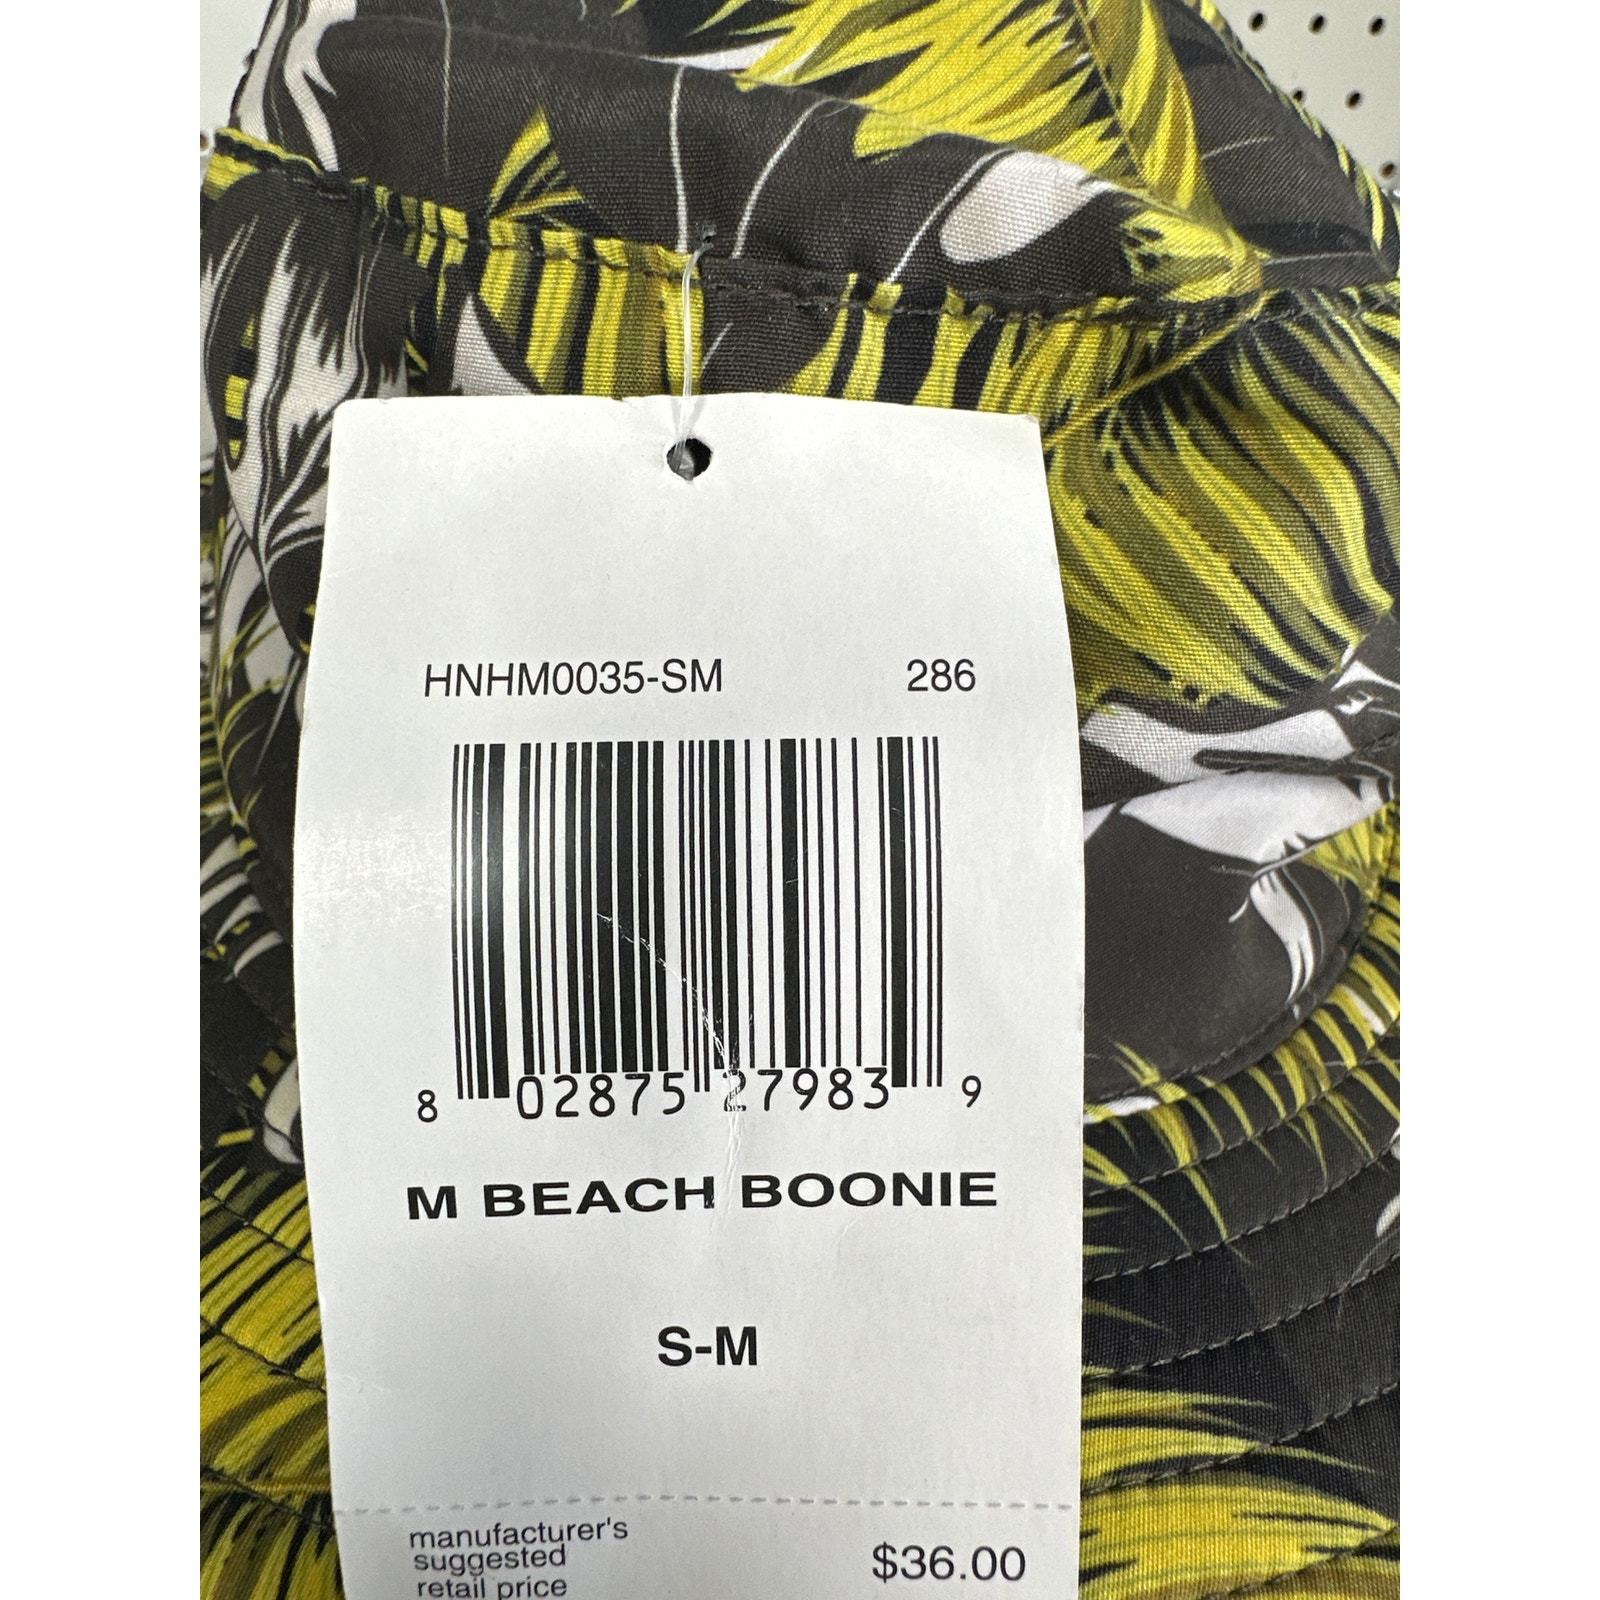 HNHM0035-SM 286
8 02875 27983 9
M BEACH BOONIE
S-M
manufacturer's
suggested
retail price
$36.00